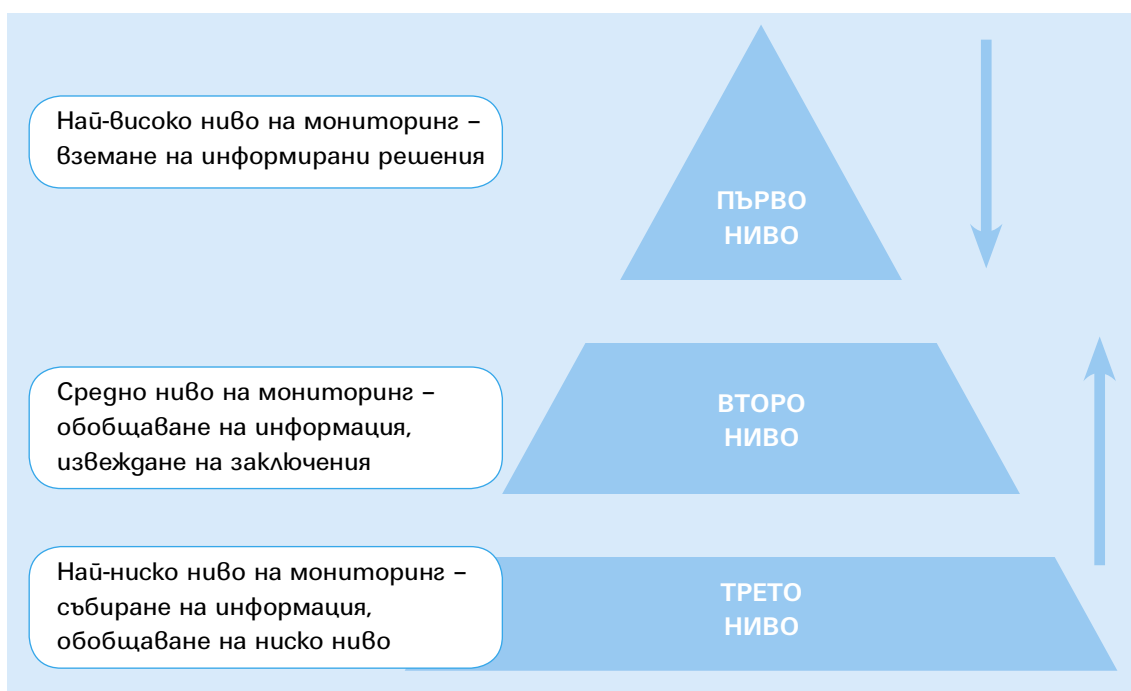 Най-високо ниво на мониторинг –
вземане на информирани решения
ПЪРВО
НИВО
Средно ниво на мониторинг –
обобщаване на информация,
извеждане на заключения
ВТОРО
НИВО
Най-ниско ниво на мониторинг –
събиране на информация,
обобщаване на ниско ниво
ТРЕТО
НИВО